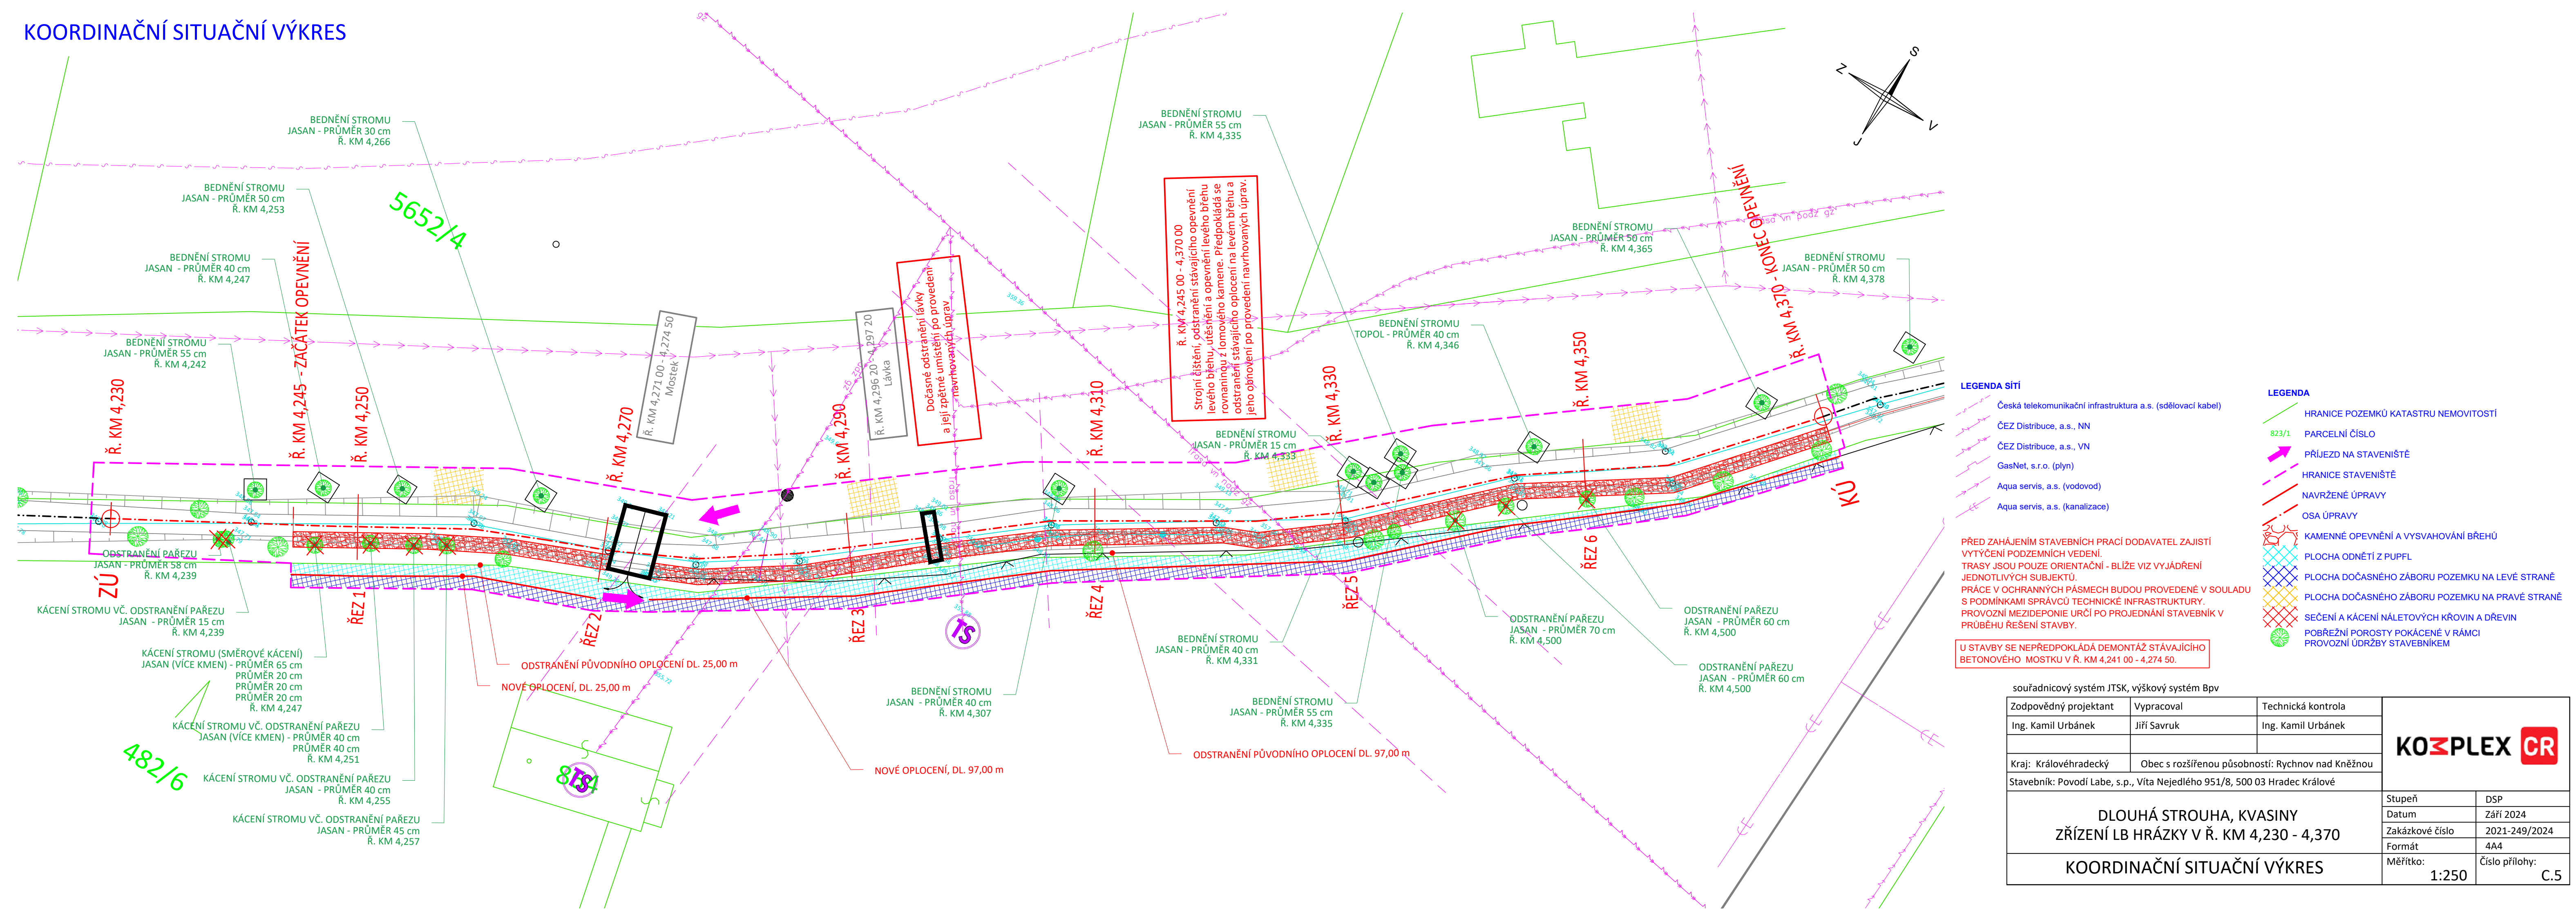 KOORDINAČNÍ SITUAČNÍ VÝKRES
BEDNĚNÍ STROMU
JASAN - PRŮMĚR 30 cm
Ř. KM 4,266
BEDNĚNÍ STROMU
JASAN - PRŮMĚR 50 cm
Ř. KM 4,253
BEDNĚNÍ STROMU
JASAN - PRŮMĚR 40 cm
Ř. KM 4,247
BEDNĚNÍ STROMU
JASAN - PRŮMĚR 55 cm
Ř. KM 4,242
5652/4
Ř. KM 4,230
Ř. KM 4,245 - ZAČÁTEK OPEVNĚNÍ
Ř. KM 4,250
Ř. KM 4,270
Ř. KM 4,271 00 - 4,274 50
Mostek
Ř. KM 4,290
Ř. KM 4,296 20 - 4,297 20
Lávka
Dočasné odstranění lávky
a její zpětné umístění po provedení
navrhovaných úprav
Ř. KM 4,310
BEDNĚNÍ STROMU
JASAN - PRŮMĚR 55 cm
Ř. KM 4,335
Ř. KM 4,245 00 - 4,370 00
Strojní čištění, odstranění stávajícího opevnění
levého břehu, utěsnění a opevnění levého břehu
rovnaninou z lomového kamene. Předpokládá se
odstranění stávajícího oplocení na levém břehu a
jeho obnovení po provedení navrhovaných úprav.
BEDNĚNÍ STROMU
JASAN - PRŮMĚR 15 cm
Ř. KM 4,333
Ř. KM 4,330
BEDNĚNÍ STROMU
TOPOL - PRŮMĚR 40 cm
Ř. KM 4,346
BEDNĚNÍ STROMU
JASAN - PRŮMĚR 50 cm
Ř. KM 4,365
Ř. KM 4,350
Ř. KM 4,370 - KONEC OPEVNĚNÍ
BEDNĚNÍ STROMU
JASAN - PRŮMĚR 50 cm
Ř. KM 4,378
S
Z
V
J
ZÚ
KÚ
ŘEZ 1
ŘEZ 2
ŘEZ 3
ŘEZ 4
ŘEZ 5
ŘEZ 6
ODSTRANĚNÍ PAŘEZU
JASAN - PRŮMĚR 58 cm
Ř. KM 4,239
KÁCENÍ STROMU VČ. ODSTRANĚNÍ PAŘEZU
JASAN - PRŮMĚR 15 cm
Ř. KM 4,239
KÁCENÍ STROMU (SMĚROVÉ KÁCENÍ)
JASAN (VÍCE KMEN) - PRŮMĚR 65 cm
PRŮMĚR 20 cm
PRŮMĚR 20 cm
PRŮMĚR 20 cm
Ř. KM 4,247
KÁCENÍ STROMU VČ. ODSTRANĚNÍ PAŘEZU
JASAN (VÍCE KMEN) - PRŮMĚR 40 cm
PRŮMĚR 40 cm
Ř. KM 4,251
KÁCENÍ STROMU VČ. ODSTRANĚNÍ PAŘEZU
JASAN - PRŮMĚR 40 cm
Ř. KM 4,255
KÁCENÍ STROMU VČ. ODSTRANĚNÍ PAŘEZU
JASAN - PRŮMĚR 45 cm
Ř. KM 4,257
482/6
ODSTRANĚNÍ PŮVODNÍHO OPLOCENÍ DL. 25,00 m
NOVÉ OPLOCENÍ, DL. 25,00 m
TS
TS
NOVÉ OPLOCENÍ, DL. 97,00 m
BEDNĚNÍ STROMU
JASAN - PRŮMĚR 40 cm
Ř. KM 4,307
ODSTRANĚNÍ PŮVODNÍHO OPLOCENÍ DL. 97,00 m
BEDNĚNÍ STROMU
JASAN - PRŮMĚR 40 cm
Ř. KM 4,331
BEDNĚNÍ STROMU
JASAN - PRŮMĚR 55 cm
Ř. KM 4,335
ODSTRANĚNÍ PAŘEZU
JASAN - PRŮMĚR 70 cm
Ř. KM 4,500
ODSTRANĚNÍ PAŘEZU
JASAN - PRŮMĚR 60 cm
Ř. KM 4,500
ODSTRANĚNÍ PAŘEZU
JASAN - PRŮMĚR 60 cm
Ř. KM 4,500
LEGENDA SÍTÍ
Česká telekomunikační infrastruktura a.s. (sdělovací kabel)
ČEZ Distribuce, a.s., NN
ČEZ Distribuce, a.s., VN
GasNet, s.r.o. (plyn)
Aqua servis, a.s. (vodovod)
Aqua servis, a.s. (kanalizace)
LEGENDA
HRANICE POZEMKŮ KATASTRU NEMOVITOSTÍ
823/1 PARCELNÍ ČÍSLO
PŘÍJEZD NA STAVENIŠTĚ
HRANICE STAVENIŠTĚ
NAVRŽENÉ ÚPRAVY
OSA ÚPRAVY
KAMENNÉ OPEVNĚNÍ A VYSVAHOVÁNÍ BŘEHŮ
PLOCHA ODNĚTÍ Z PUPFL
PLOCHA DOČASNÉHO ZÁBORU POZEMKU NA LEVÉ STRANĚ
PLOCHA DOČASNÉHO ZÁBORU POZEMKU NA PRAVÉ STRANĚ
SEČENÍ A KÁCENÍ NÁLETOVÝCH KŘOVIN A DŘEVIN
POBŘEŽNÍ POROSTY POKÁCENÉ V RÁMCI
PROVOZNÍ ÚDRŽBY STAVEBNÍKEM
PŘED ZAHÁJENÍM STAVEBNÍCH PRACÍ DODAVATEL ZAJISTÍ
VYTÝČENÍ PODZEMNÍCH VEDENÍ.
TRASY JSOU POUZE ORIENTAČNÍ - BLÍŽE VIZ VYJÁDŘENÍ
JEDNOTLIVÝCH SUBJEKTŮ.
PRÁCE V OCHRANNÝCH PÁSMECH BUDOU PROVEDENÉ V SOULADU
S PODMÍNKAMI SPRÁVCŮ TECHNICKÉ INFRASTRUKTURY.
PROVOZNÍ MEZIDEPONIE URČÍ PO PROJEDNÁNÍ STAVEBNÍK V
PRŮBĚHU ŘEŠENÍ STAVBY.
U STAVBY SE NEPŘEDPOKLÁDÁ DEMONTÁŽ STÁVAJÍCÍHO
BETONOVÉHO MOSTKU V Ř. KM 4,241 00 - 4,274 50.
souřadnicový systém JTSK, výškový systém Bpv
Zodpovědný projektant Vypracoval Technická kontrola
Ing. Kamil Urbánek Jiří Savruk Ing. Kamil Urbánek
Kraj: Královéhradecký Obec s rozšířenou působností: Rychnov nad Kněžnou
Stavebník: Povodí Labe, s.p., Víta Nejedlého 951/8, 500 03 Hradec Králové
KOMPLEX CR
DLOUHÁ STROUHA, KVASINY
ZŘÍZENÍ LB HRÁZKY V Ř. KM 4,230 - 4,370
KOORDINAČNÍ SITUAČNÍ VÝKRES
Stupeň DSP
Datum Září 2024
Zakázkové číslo 2021-249/2024
Formát 4A4
Měřítko: 1:250
Číslo přílohy: C.5